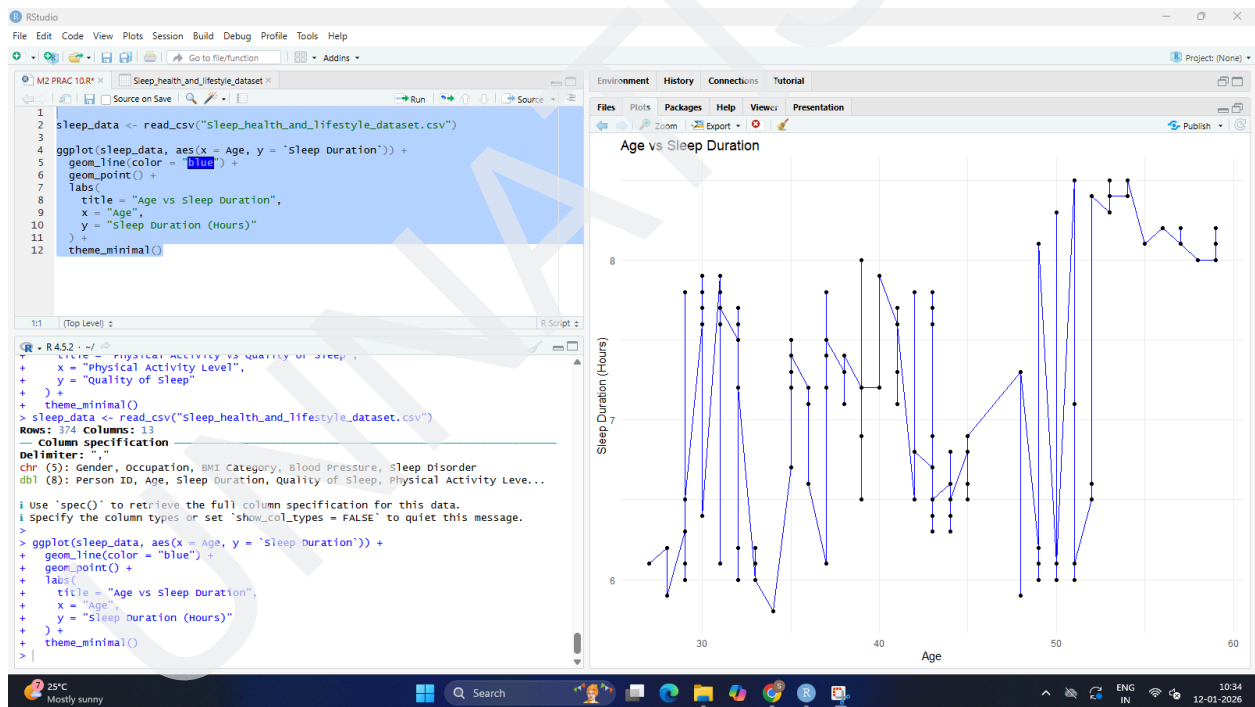 RStudio
File Edit Code View Plots Session Build Debug Profile Tools Help
Go to file/function Addins Project: (None)
M2 PRAC 10.R* Sleep_health_and_lifestyle_dataset
Source on Save Run Source
1
2 sleep_data <- read_csv("Sleep_health_and_lifestyle_dataset.csv")
3
4 ggplot(sleep_data, aes(x = Age, y = `Sleep Duration`)) +
5 geom_line(color = "blue") +
6 geom_point() +
7 labs(
8 title = "Age vs Sleep Duration",
9 x = "Age",
10 y = "Sleep Duration (Hours)"
11 ) +
12 theme_minimal()
1:1 (Top Level) R Script
R 4.5.2 · ~/
+ title = "Physical Activity vs Quality of Sleep",
+ x = "Physical Activity Level",
+ y = "Quality of Sleep"
+ ) +
+ theme_minimal()
> sleep_data <- read_csv("Sleep_health_and_lifestyle_dataset.csv")
Rows: 374 Columns: 13
── Column specification ──
Delimiter: ","
chr (5): Gender, Occupation, BMI Category, Blood Pressure, Sleep Disorder
dbl (8): Person ID, Age, Sleep Duration, Quality of Sleep, Physical Activity Leve...
ℹ Use `spec()` to retrieve the full column specification for this data.
ℹ Specify the column types or set `show_col_types = FALSE` to quiet this message.
>
> ggplot(sleep_data, aes(x = Age, y = `Sleep Duration`)) +
+ geom_line(color = "blue") +
+ geom_point() +
+ labs(
+ title = "Age vs Sleep Duration",
+ x = "Age",
+ y = "Sleep Duration (Hours)"
+ ) +
+ theme_minimal()
>
Environment History Connections Tutorial
Files Plots Packages Help Viewer Presentation
Zoom Export Publish
Age vs Sleep Duration
8
7
6
Sleep Duration (Hours)
30 40 50 60
Age
7 25°C
Mostly sunny
Search
ENG
IN
10:34
12-01-2026